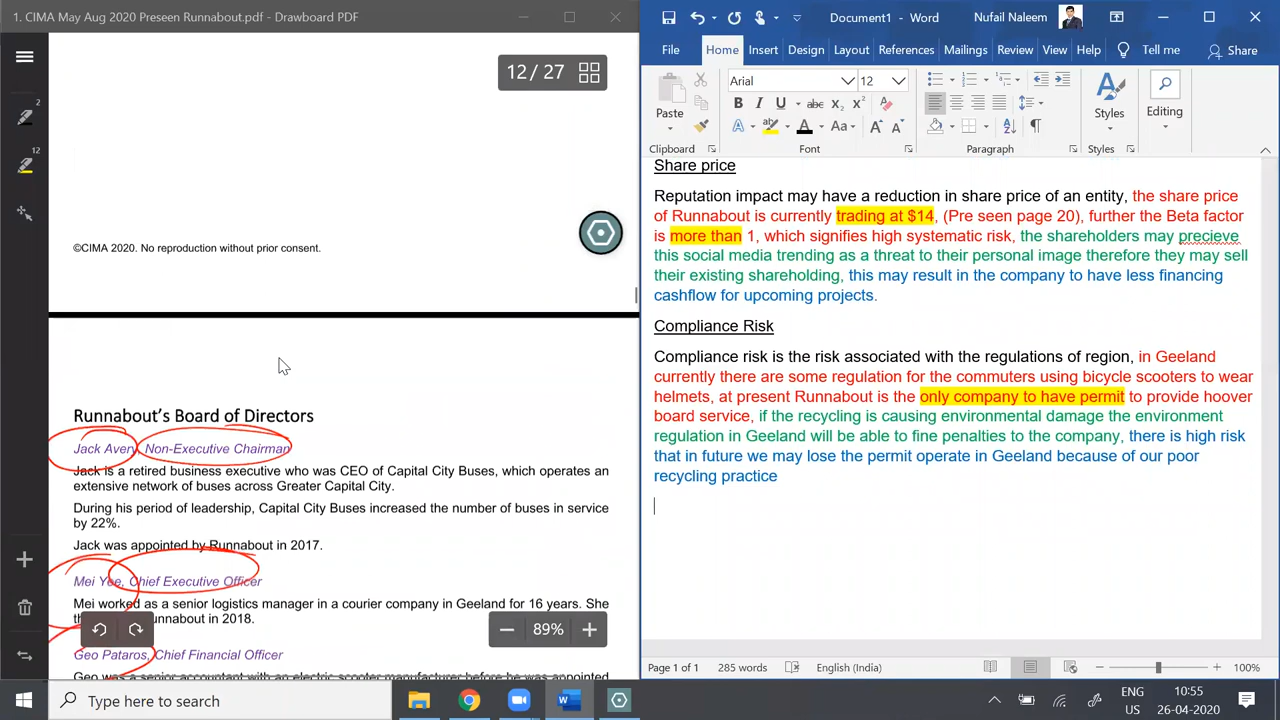 1. CIMA May Aug 2020 Preseen Runnabout.pdf - Drawboard PDF
12 / 27
2
12
©CIMA 2020. No reproduction without prior consent.
Runnabout's Board of Directors
Jack Avery, Non-Executive Chairman
Jack is a retired business executive who was CEO of Capital City Buses, which operates an
extensive network of buses across Greater Capital City.
During his period of leadership, Capital City Buses increased the number of buses in service
by 22%.
Jack was appointed by Runnabout in 2017.
Mei Yee, Chief Executive Officer
Mei worked as a senior logistics manager in a courier company in Geeland for 16 years. She
unnabout in 2018.
89%
Geo Pataros, Chief Financial Officer
Geo was a senior accountant with an electric scooter manufacturer before he was appointed
Document1 - Word
Nufail Naleem
File Home Insert Design Layout References Mailings Review View Help Tell me Share
Arial 12
Paste
Styles
Editing
Clipboard Font Paragraph Styles
Share price
Reputation impact may have a reduction in share price of an entity, the share price
of Runnabout is currently trading at $14, (Pre seen page 20), further the Beta factor
is more than 1, which signifies high systematic risk, the shareholders may precieve
this social media trending as a threat to their personal image therefore they may sell
their existing shareholding, this may result in the company to have less financing
cashflow for upcoming projects.
Compliance Risk
Compliance risk is the risk associated with the regulations of region, in Geeland
currently there are some regulation for the commuters using bicycle scooters to wear
helmets, at present Runnabout is the only company to have permit to provide hoover
board service, if the recycling is causing environmental damage the environment
regulation in Geeland will be able to fine penalties to the company, there is high risk
that in future we may lose the permit operate in Geeland because of our poor
recycling practice
Page 1 of 1 285 words English (India) 100%
Type here to search
ENG
US
10:55
26-04-2020